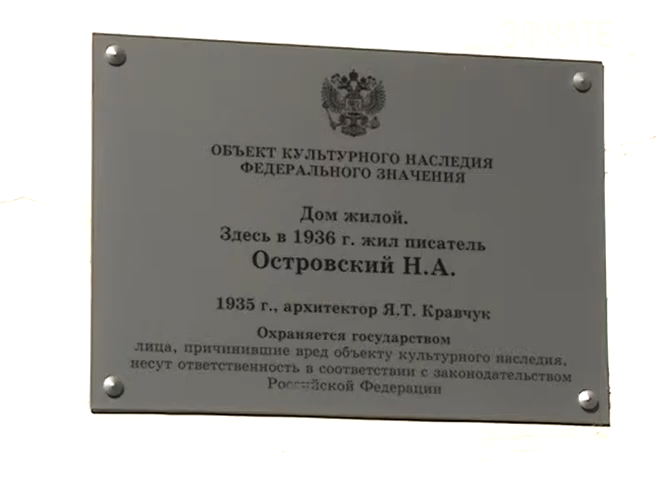 ОБЪЕКТ КУЛЬТУРНОГО НАСЛЕДИЯ
ФЕДЕРАЛЬНОГО ЗНАЧЕНИЯ
Дом жилой.
Здесь в 1936 г. жил писатель
Островский Н.А.
1935 г., архитектор Я.Т. Кравчук
Охраняется государством
лица, причинившие вред объекту культурного наследия,
несут ответственность в соответствии с законодательством
Российской Федерации